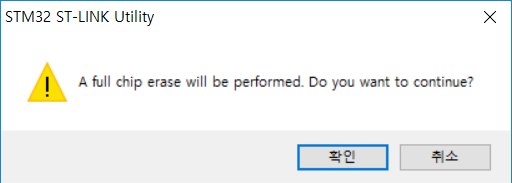 STM32 ST-LINK Utility
A full chip erase will be performed. Do you want to continue?
확인
취소